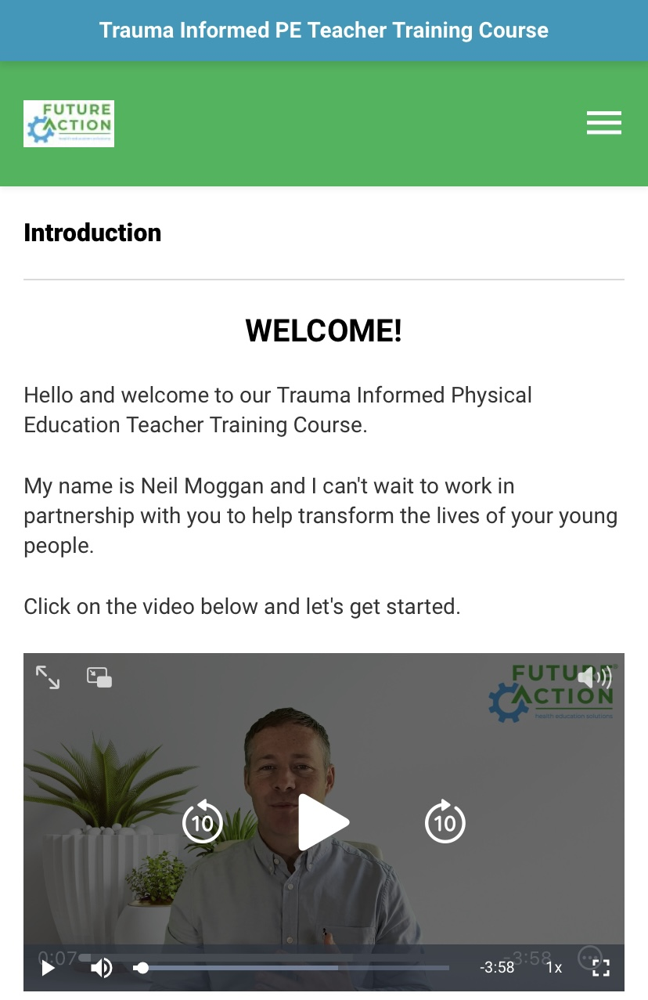 Trauma Informed PE Teacher Training Course
FUTURE
ACTION
Introduction
WELCOME!
Hello and welcome to our Trauma Informed Physical
Education Teacher Training Course.
My name is Neil Moggan and I can't wait to work in
partnership with you to help transform the lives of your young
people.
Click on the video below and let's get started.
FUTURE®
ACTION
health education solutions
10
10
0:07
-3:58
-3:58
1x